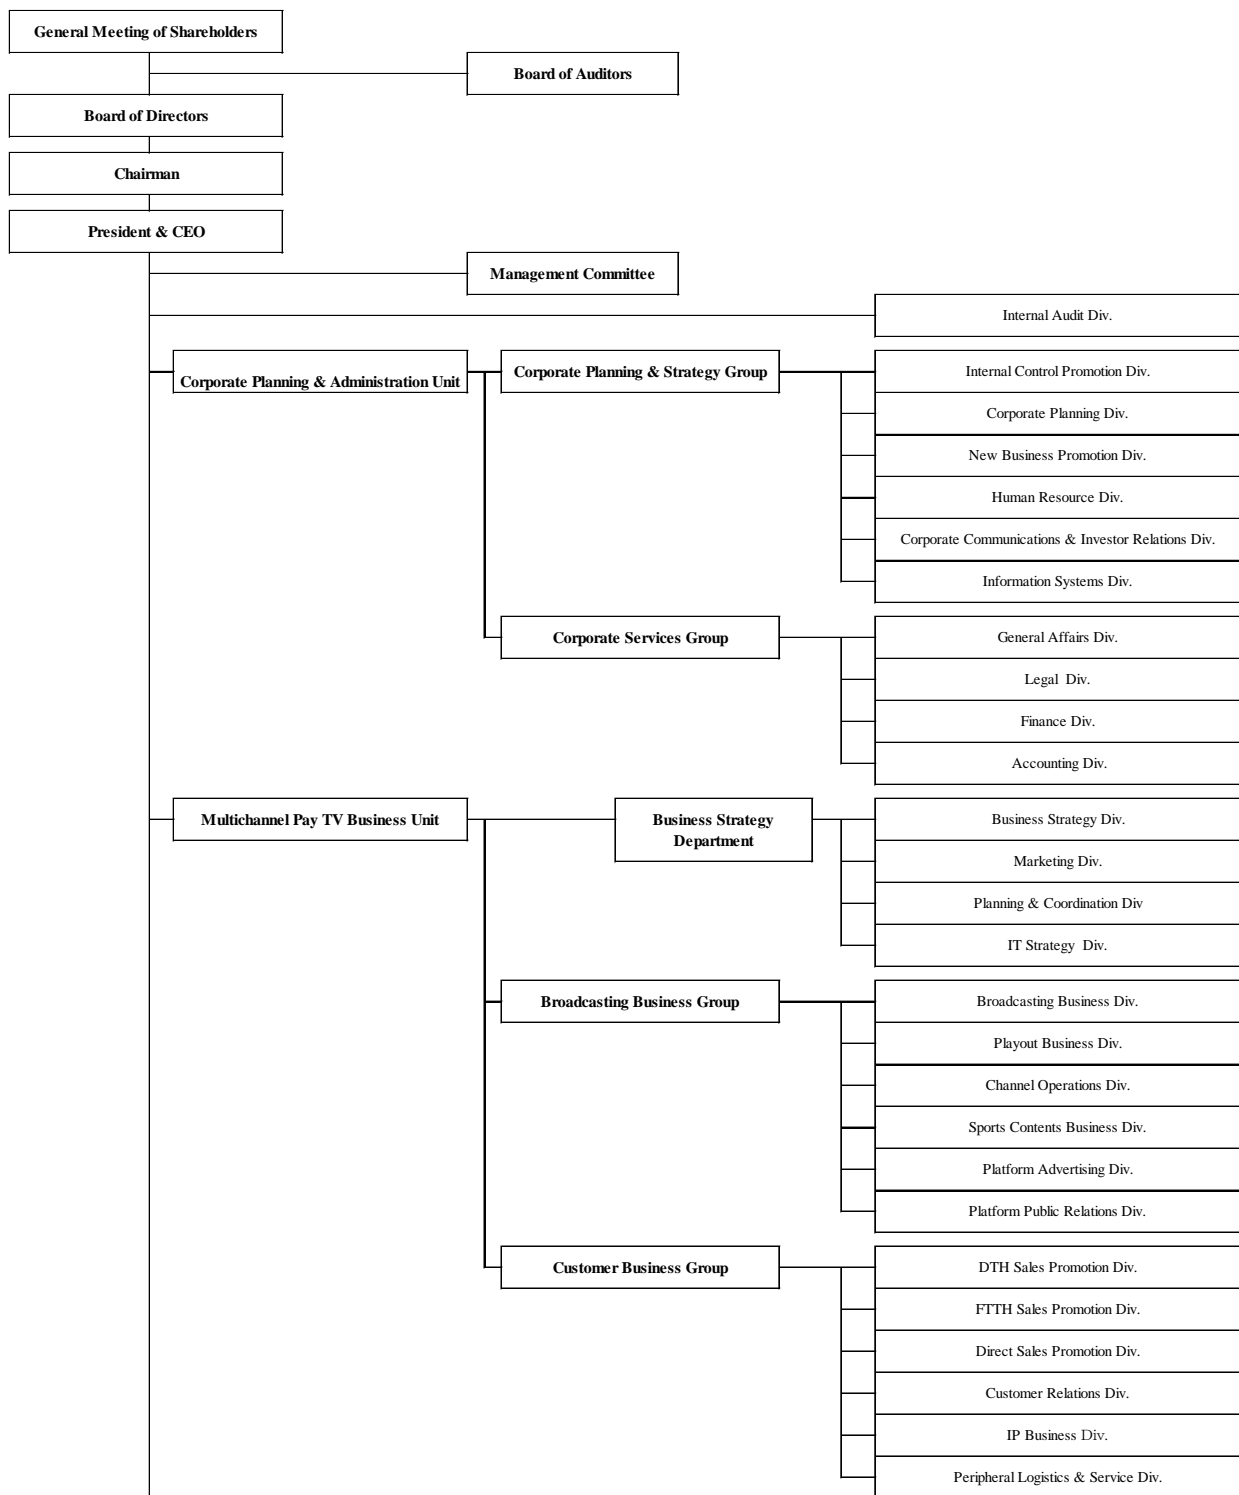 General Meeting of Shareholders
Board of Auditors
Board of Directors
Chairman
President & CEO
Management Committee
Internal Audit Div.
Corporate Planning & Administration Unit
Corporate Planning & Strategy Group
Internal Control Promotion Div.
Corporate Planning Div.
New Business Promotion Div.
Human Resource Div.
Corporate Communications & Investor Relations Div.
Information Systems Div.
Corporate Services Group
General Affairs Div.
Legal  Div.
Finance Div.
Accounting Div.
Multichannel Pay TV Business Unit
Business Strategy
Department
Business Strategy Div.
Marketing Div.
Planning & Coordination Div
IT Strategy  Div.
Broadcasting Business Group
Broadcasting Business Div.
Playout Business Div.
Channel Operations Div.
Sports Contents Business Div.
Platform Advertising Div.
Platform Public Relations Div.
Customer Business Group
DTH Sales Promotion Div.
FTTH Sales Promotion Div.
Direct Sales Promotion Div.
Customer Relations Div.
IP Business Div.
Peripheral Logistics & Service Div.